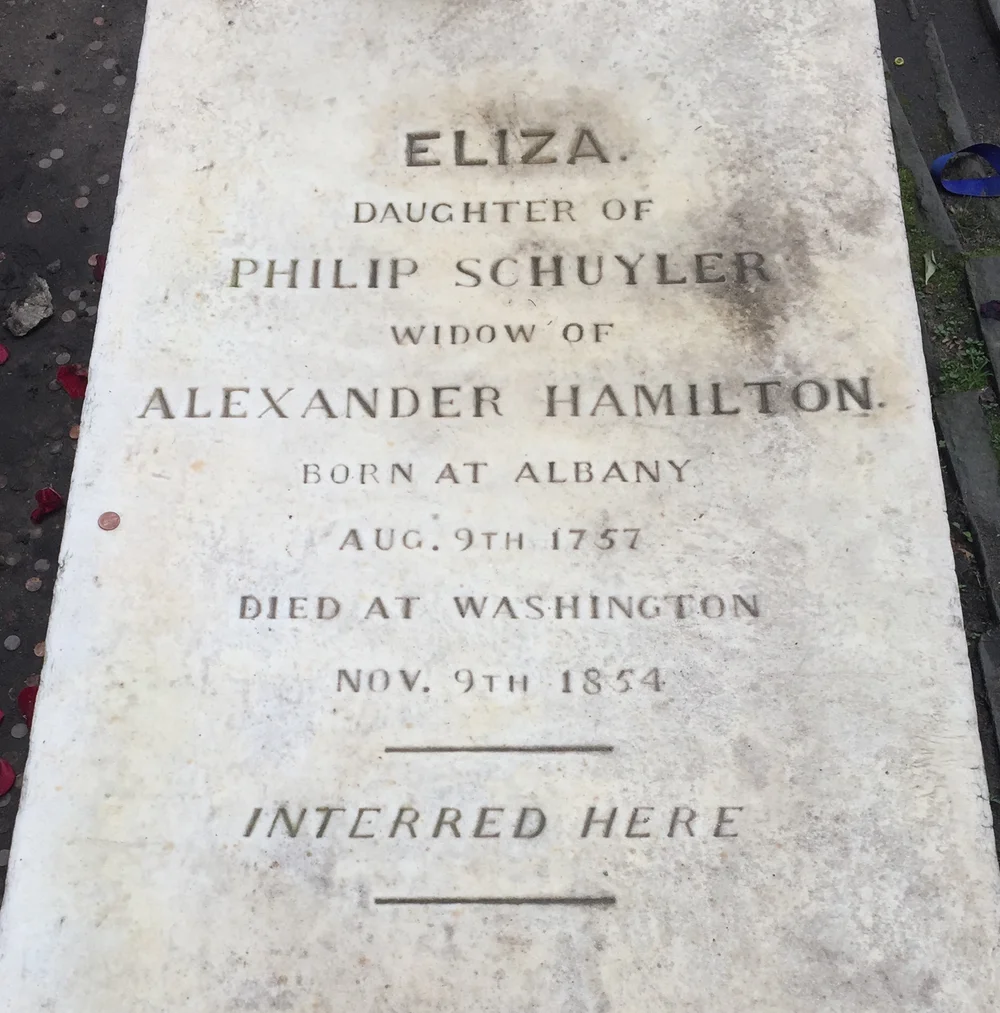 ELIZA.
DAUGHTER OF
PHILIP SCHUYLER
WIDOW OF
ALEXANDER HAMILTON.
BORN AT ALBANY
AUG. 9TH 1757
DIED AT WASHINGTON
NOV. 9TH 1854
INTERRED HERE